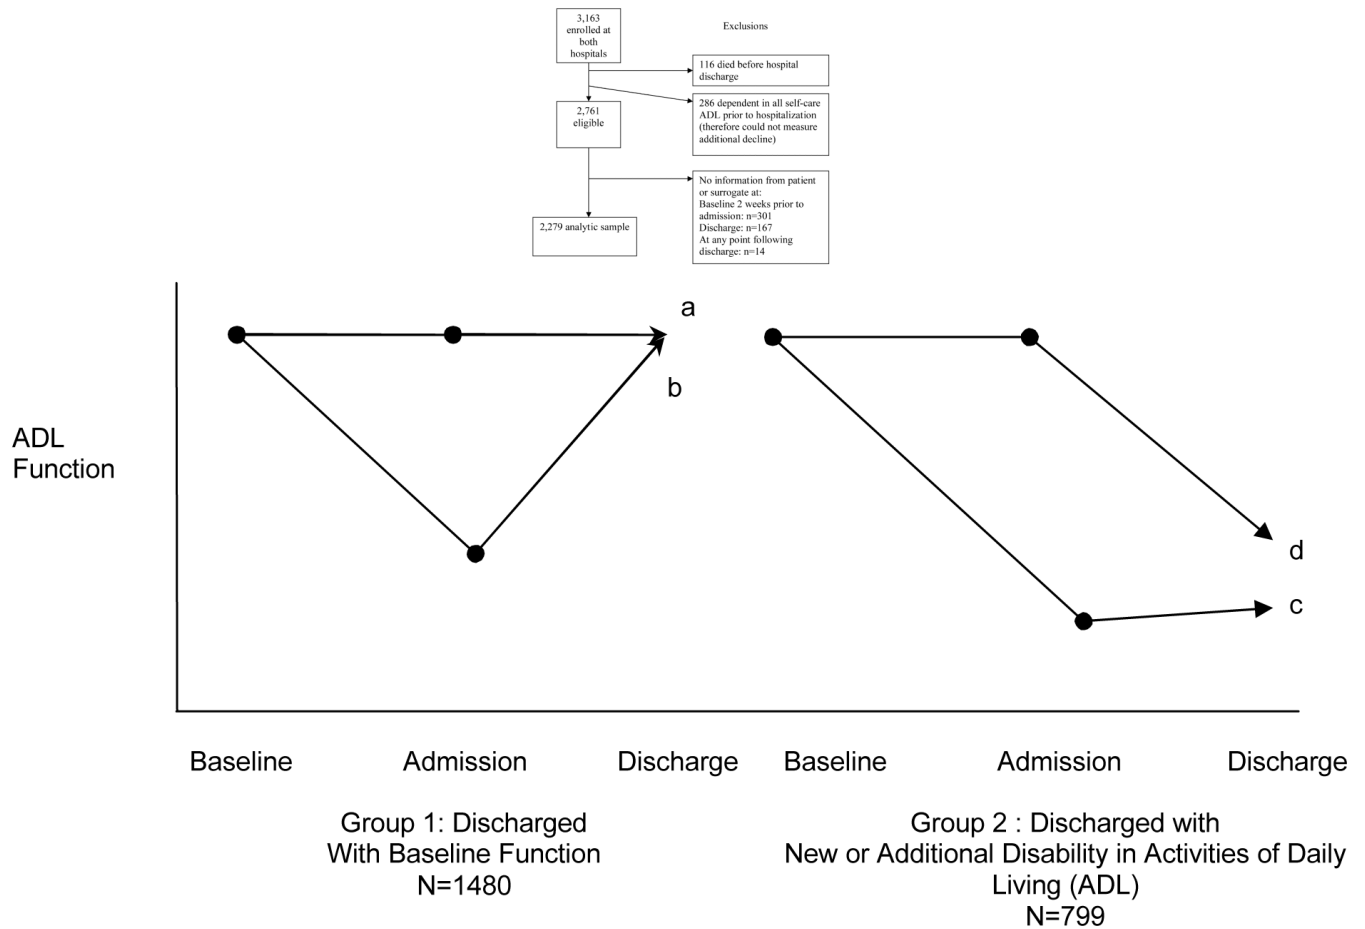 3,163
enrolled at
both
hospitals
Exclusions
116 died before hospital
discharge
286 dependent in all self-care
ADL prior to hospitalization
(therefore could not measure
additional decline)
2,761
eligible
No information from patient
or surrogate at:
Baseline 2 weeks prior to
admission: n=301
Discharge: n=167
At any point following
discharge: n=14
2,279 analytic sample
ADL
Function
a
b
d
c
Baseline
Admission
Discharge
Baseline
Admission
Discharge
Group 1: Discharged
With Baseline Function
N=1480
Group 2 : Discharged with
New or Additional Disability in Activities of Daily
Living (ADL)
N=799